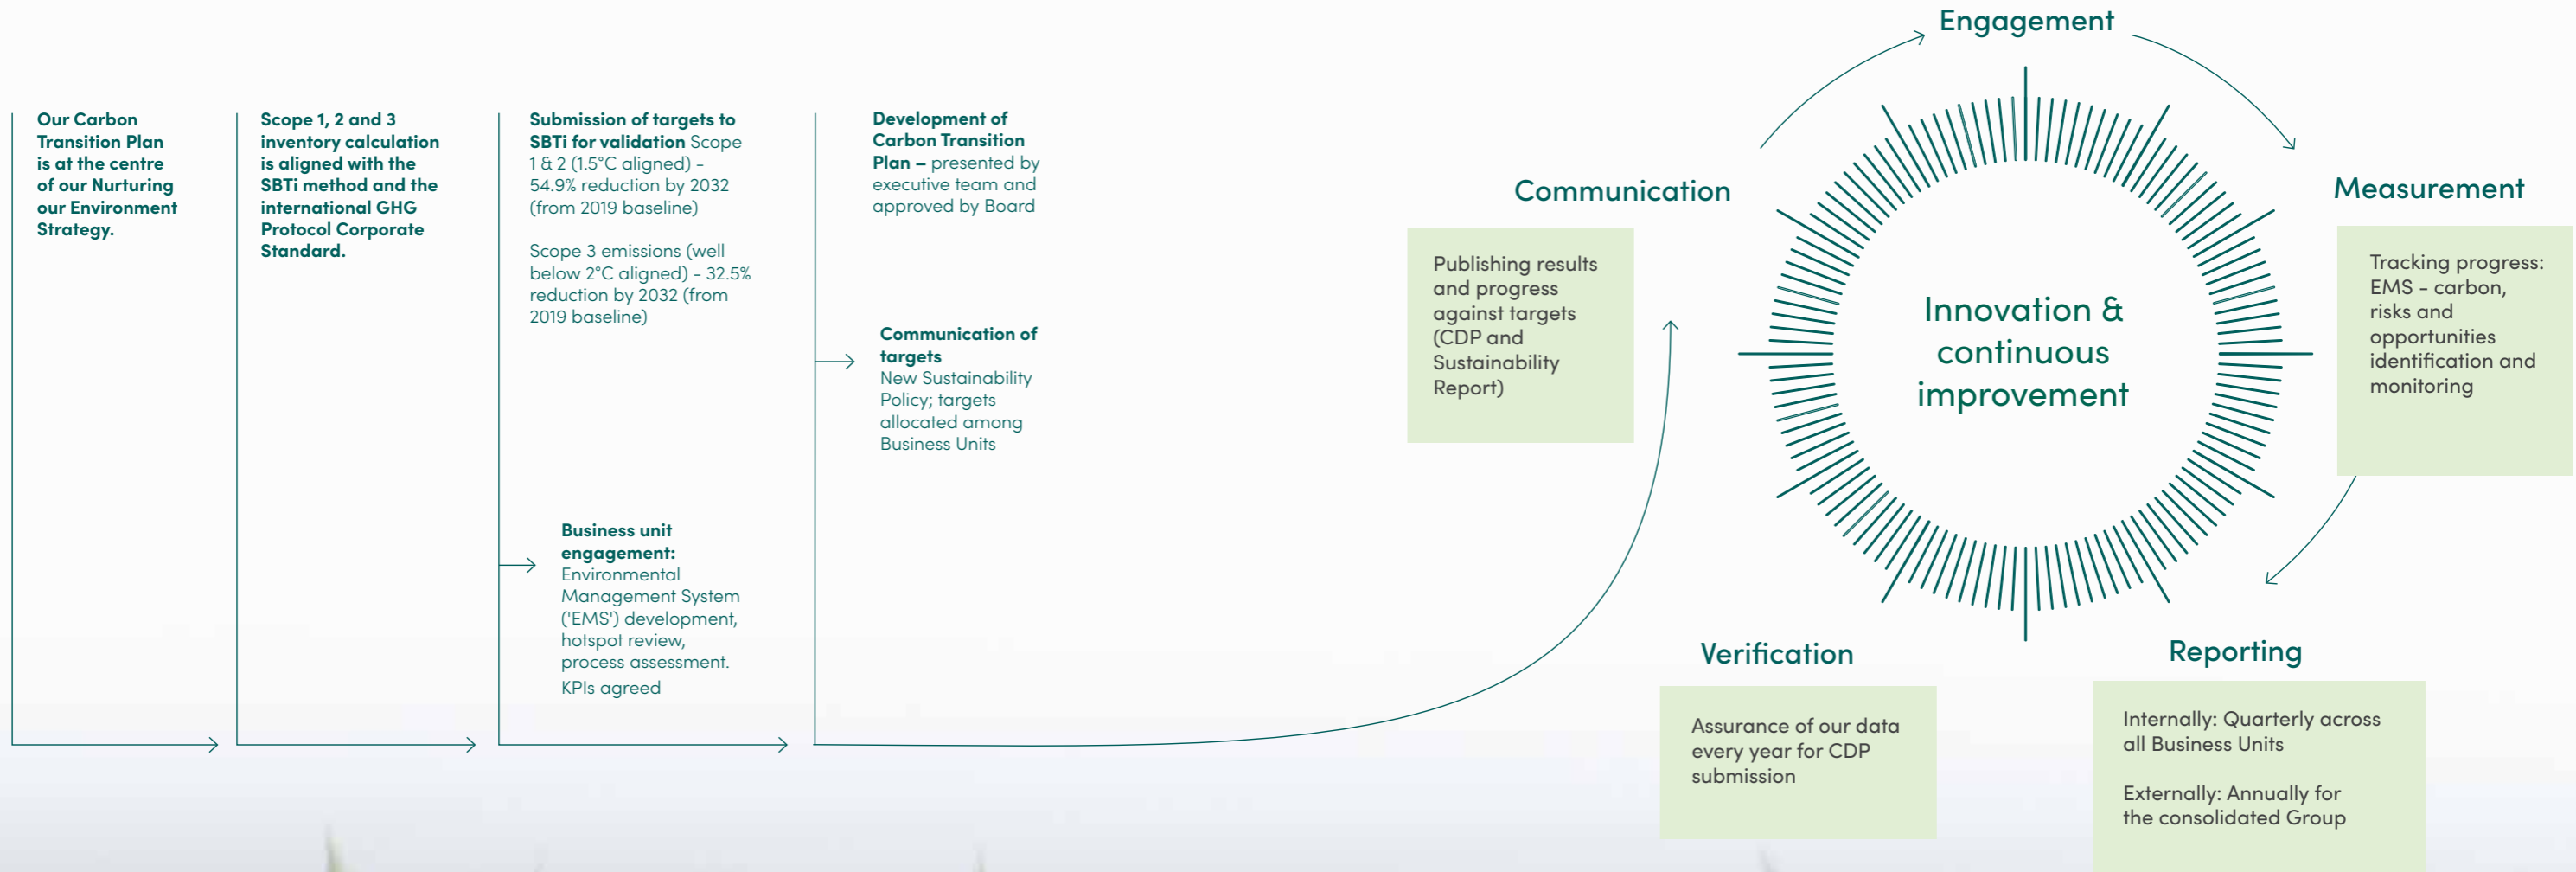 Our Carbon
Transition Plan
is at the centre
of our Nurturing
our Environment
Strategy.
Scope 1, 2 and 3
inventory calculation
is aligned with the
SBTi method and the
international GHG
Protocol Corporate
Standard.
Submission of targets to
SBTi for validation Scope
1 & 2 (1.5°C aligned) -
54.9% reduction by 2032
(from 2019 baseline)
Scope 3 emissions (well
below 2°C aligned) - 32.5%
reduction by 2032 (from
2019 baseline)
Business unit
engagement:
Environmental
Management System
('EMS') development,
hotspot review,
process assessment.
KPIs agreed
Development of
Carbon Transition
Plan – presented by
executive team and
approved by Board
Communication of
targets
New Sustainability
Policy; targets
allocated among
Business Units
Engagement
Communication
Publishing results
and progress
against targets
(CDP and
Sustainability
Report)
Innovation &
continuous
improvement
Measurement
Tracking progress:
EMS - carbon,
risks and
opportunities
identification and
monitoring
Verification
Assurance of our data
every year for CDP
submission
Reporting
Internally: Quarterly across
all Business Units
Externally: Annually for
the consolidated Group